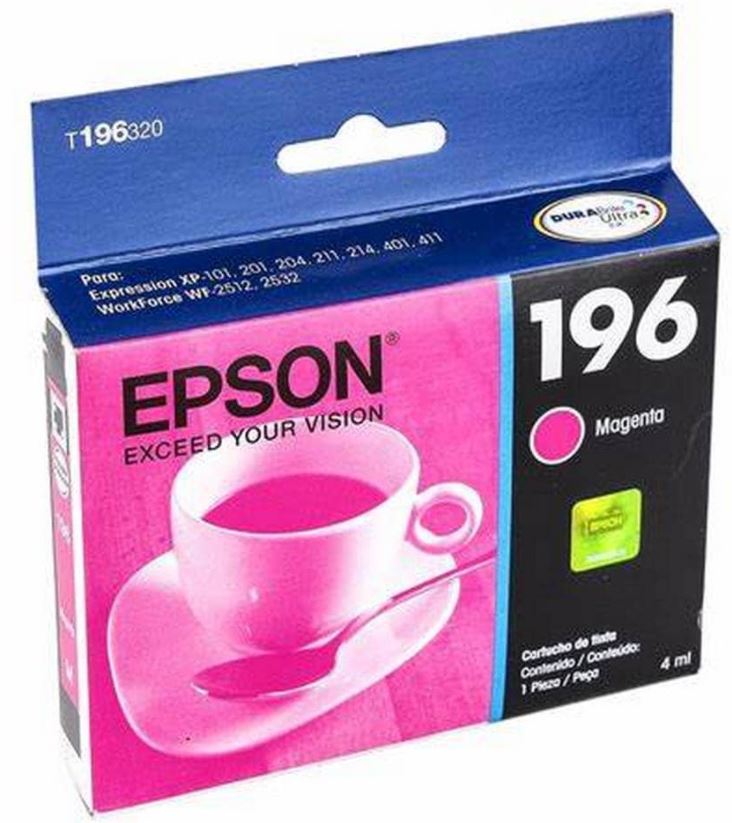 T196320
DURABrite
Ultra
Para:
Expression XP-101, 201, 204, 211, 214, 401, 411
WorkForce WF-2512, 2532
196
EPSON®
EXCEED YOUR VISION
Magenta
EPSON
Cartucho de tinta
Contenido / Conteúdo:
1 Pieza / Peça
4 ml